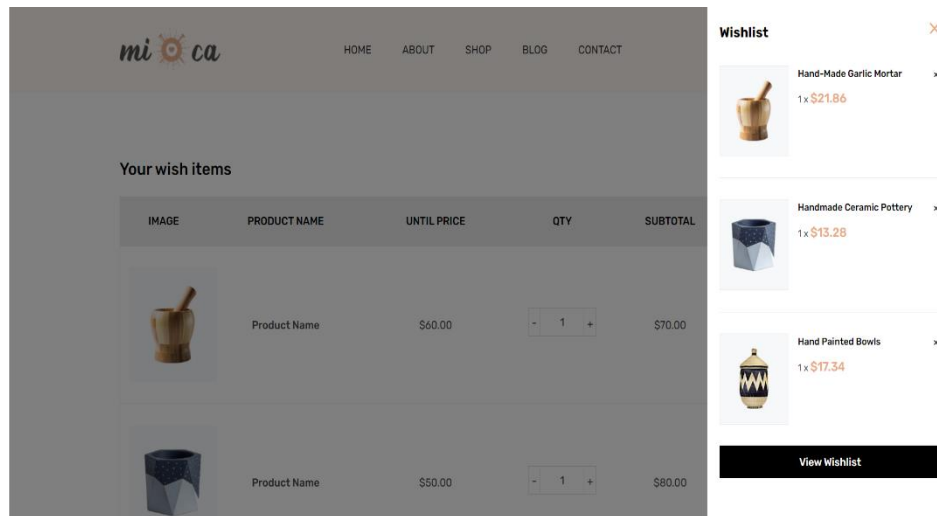 mi ca
HOME ABOUT SHOP BLOG CONTACT
Your wish items
IMAGE PRODUCT NAME UNTIL PRICE QTY SUBTOTAL
Product Name $60.00 - 1 + $70.00
Product Name $50.00 - 1 + $80.00
Wishlist
Hand-Made Garlic Mortar ×
1 x $21.86
Handmade Ceramic Pottery ×
1 x $13.28
Hand Painted Bowls ×
1 x $17.34
View Wishlist